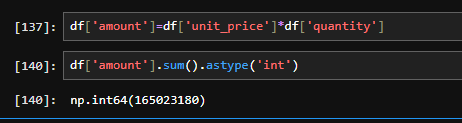 [137]: df['amount']=df['unit_price']*df['quantity']
[140]: df['amount'].sum().astype('int')
[140]: np.int64(165023180)